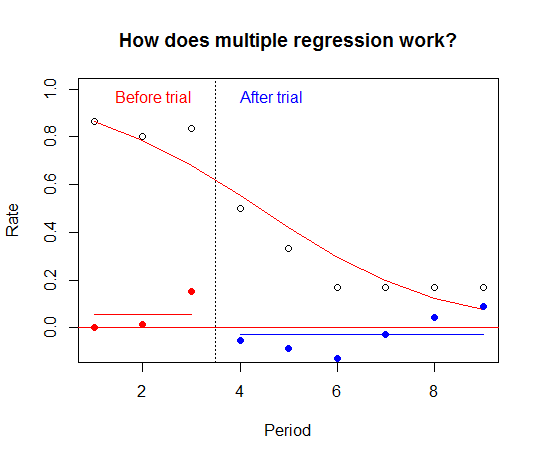 How does multiple regression work?
Before trial
After trial
Rate
1.0
0.8
0.6
0.4
0.2
0.0
2
4
6
8
Period